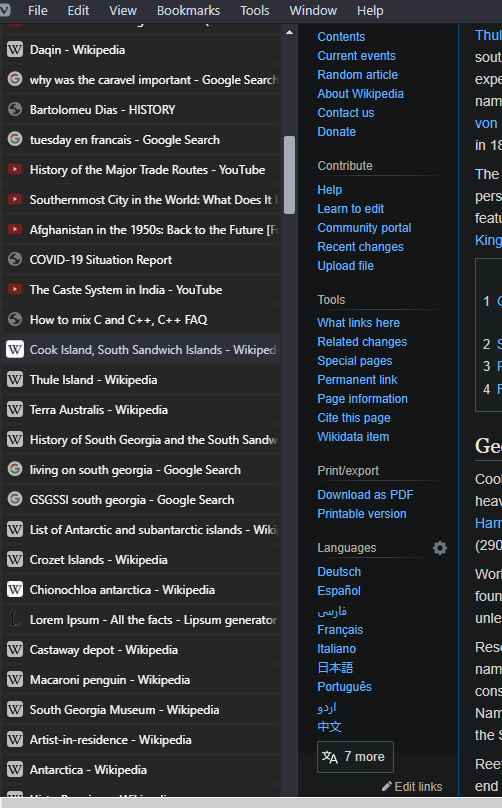 File Edit View Bookmarks Tools Window Help
Daqin - Wikipedia
why was the caravel important - Google Search
Bartolomeu Dias - HISTORY
tuesday en francais - Google Search
History of the Major Trade Routes - YouTube
Southernmost City in the World: What Does It
Afghanistan in the 1950s: Back to the Future [F
COVID-19 Situation Report
The Caste System in India - YouTube
How to mix C and C++, C++ FAQ
Cook Island, South Sandwich Islands - Wikiped
Thule Island - Wikipedia
Terra Australis - Wikipedia
History of South Georgia and the South Sandw
living on south georgia - Google Search
GSGSSI south georgia - Google Search
List of Antarctic and subantarctic islands - Wiki
Crozet Islands - Wikipedia
Chionochloa antarctica - Wikipedia
Lorem Ipsum - All the facts - Lipsum generator
Castaway depot - Wikipedia
Macaroni penguin - Wikipedia
South Georgia Museum - Wikipedia
Artist-in-residence - Wikipedia
Antarctica - Wikipedia
Contents
Current events
Random article
About Wikipedia
Contact us
Donate
Contribute
Help
Learn to edit
Community portal
Recent changes
Upload file
Tools
What links here
Related changes
Special pages
Permanent link
Page information
Cite this page
Wikidata item
Print/export
Download as PDF
Printable version
Languages
Deutsch
Español
فارسی
Français
Italiano
日本語
Português
اردو
中文
7 more
Edit links
Thul
sout
expe
nam
von
in 18
The
pers
featu
King
1
2 S
3
4
Geo
Cool
heav
Harr
(290
Worl
foun
unle
Rese
nam
cons
Nam
the S
Reef
end